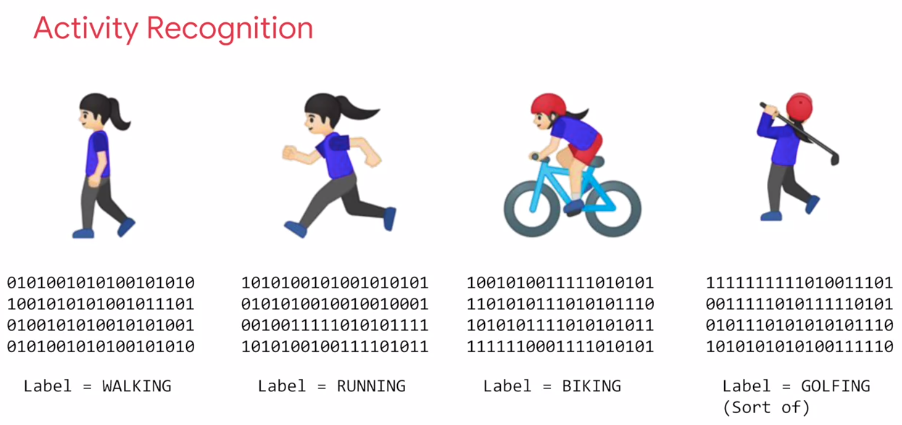 Activity Recognition
0101001010100101010
1001010101001011101
0100101010010101001
0101001010100101010
Label = WALKING
1010100101001010101
0101010010010010001
0010011111010101111
1010100100111101011
Label = RUNNING
1001010011111010101
1101010111010101110
1010101111010101011
1111110001111010101
Label = BIKING
1111111111010011101
0011111010111110101
0101110101010101110
1010101010100111110
Label = GOLFING
(Sort of)